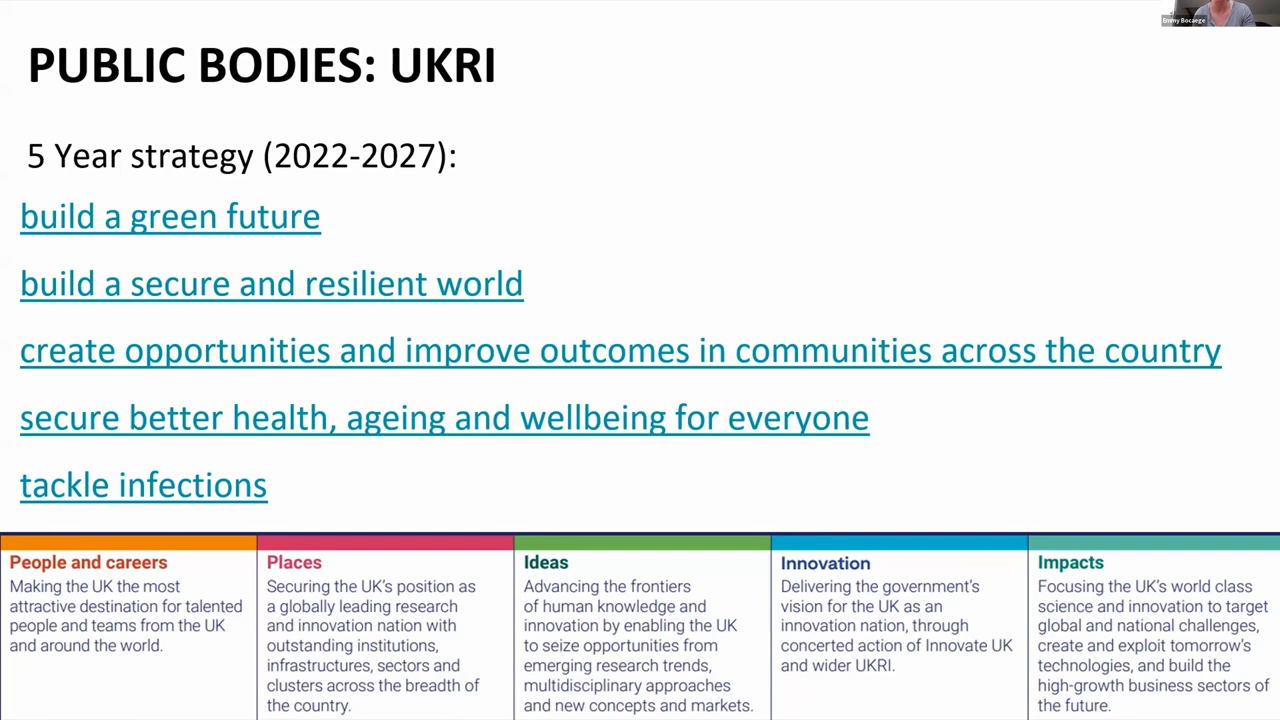 Emmy Bocaege
PUBLIC BODIES: UKRI
5 Year strategy (2022-2027):
build a green future
build a secure and resilient world
create opportunities and improve outcomes in communities across the country
secure better health, ageing and wellbeing for everyone
tackle infections
People and careers
Making the UK the most
attractive destination for talented
people and teams from the UK
and around the world.
Places
Securing the UK's position as
a globally leading research
and innovation nation with
outstanding institutions,
infrastructures, sectors and
clusters across the breadth of
the country.
Ideas
Advancing the frontiers
of human knowledge and
innovation by enabling the UK
to seize opportunities from
emerging research trends,
multidisciplinary approaches
and new concepts and markets.
Innovation
Delivering the government's
vision for the UK as an
innovation nation, through
concerted action of Innovate UK
and wider UKRI.
Impacts
Focusing the UK's world class
science and innovation to target
global and national challenges,
create and exploit tomorrow's
technologies, and build the
high-growth business sectors of
the future.